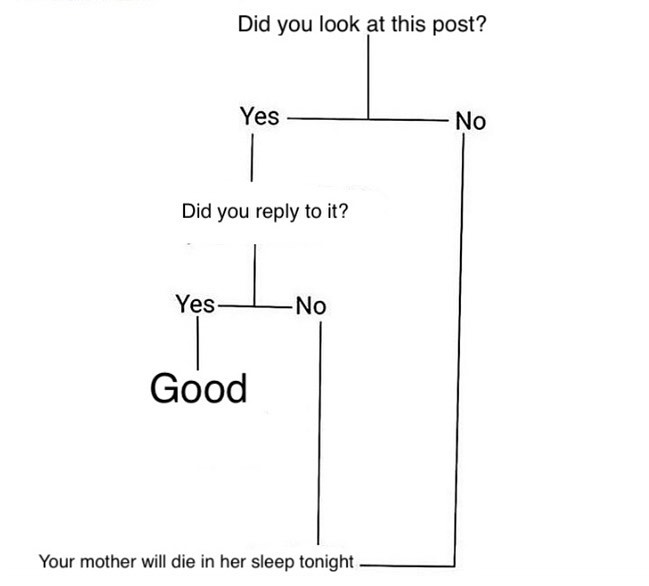 Did you look at this post?
Yes
No
Did you reply to it?
Yes
No
Good
Your mother will die in her sleep tonight